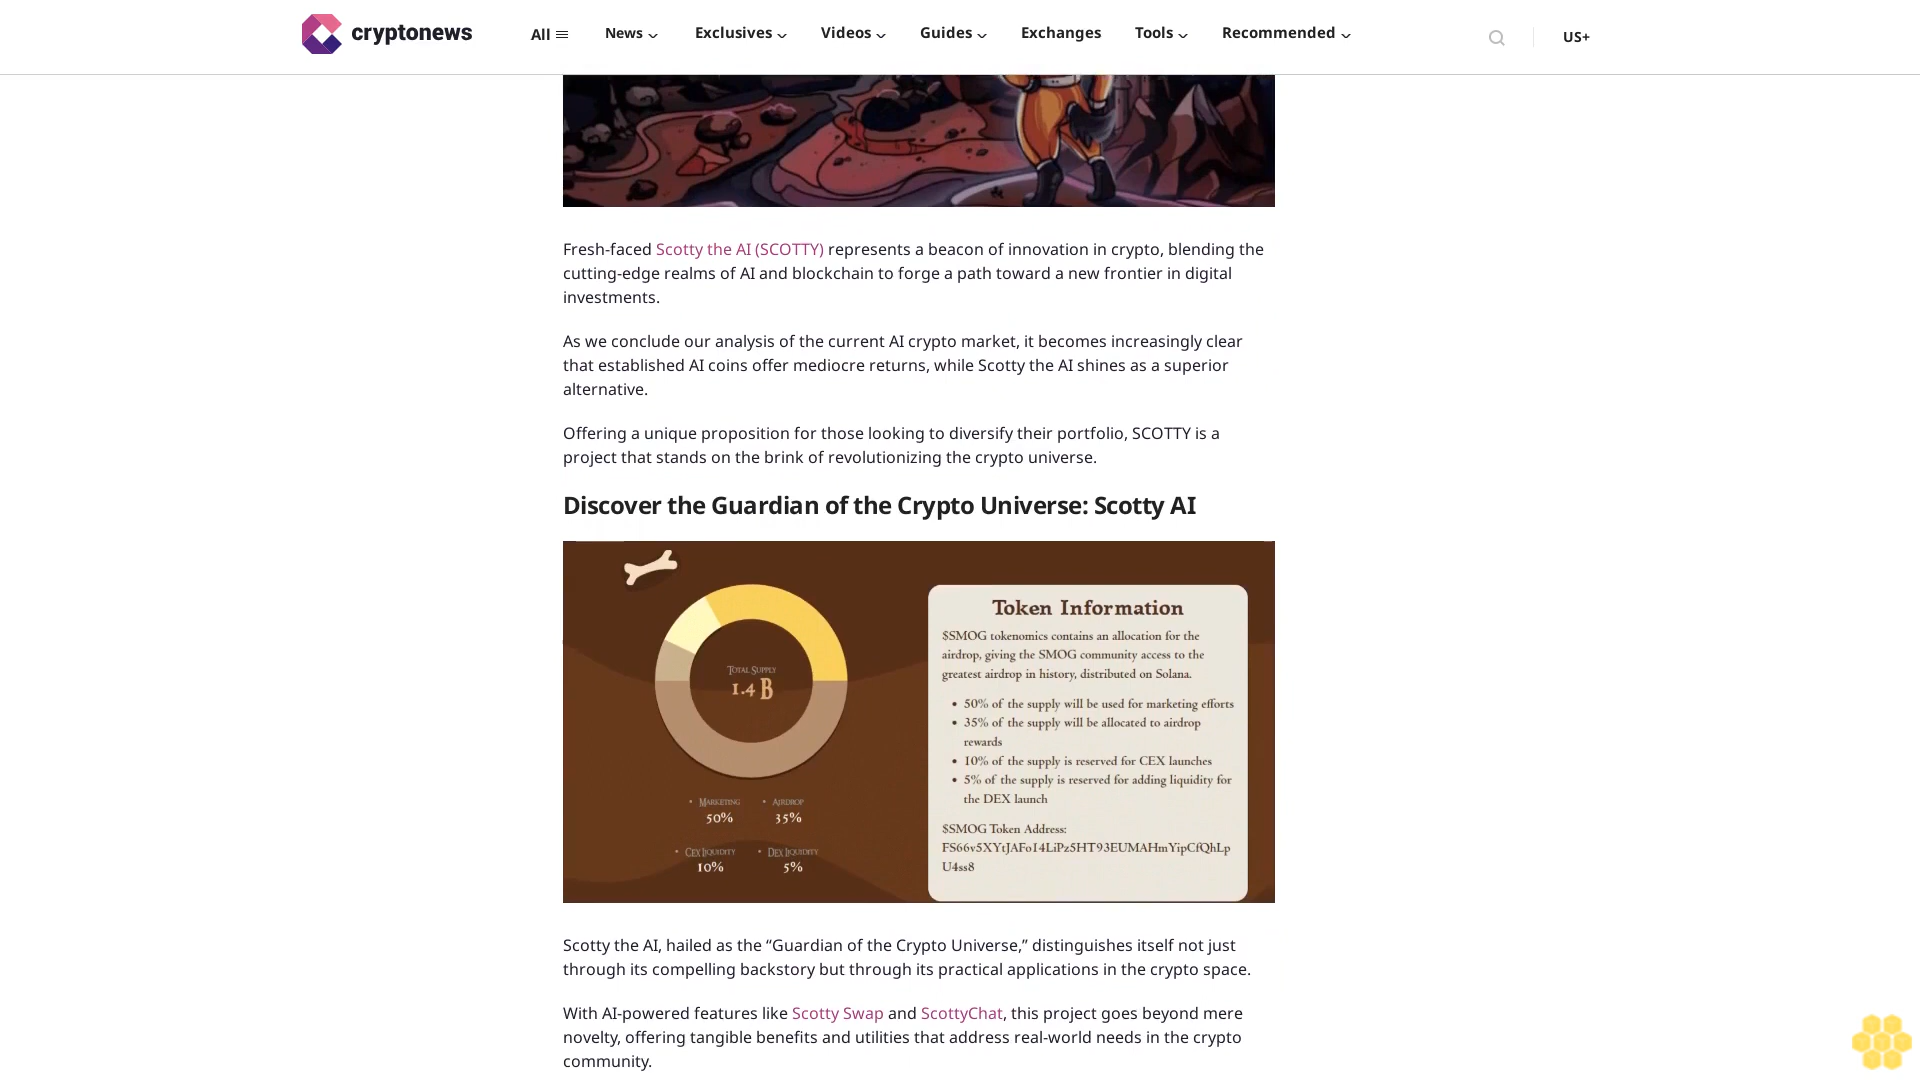 cryptonews
All
News
Exclusives
Videos
Guides
Exchanges
Tools
Recommended
US+
Fresh-faced Scotty the AI (SCOTTY) represents a beacon of innovation in crypto, blending the
cutting-edge realms of AI and blockchain to forge a path toward a new frontier in digital
investments.
As we conclude our analysis of the current AI crypto market, it becomes increasingly clear
that established AI coins offer mediocre returns, while Scotty the AI shines as a superior
alternative.
Offering a unique proposition for those looking to diversify their portfolio, SCOTTY is a
project that stands on the brink of revolutionizing the crypto universe.
Discover the Guardian of the Crypto Universe: Scotty AI
Total Supply
1.4 B
• Marketing
50%
• Airdrop
35%
• Cex Liquidity
10%
• Dex Liquidity
5%
Token Information
$SMOG tokenomics contains an allocation for the
airdrop, giving the SMOG community access to the
greatest airdrop in history, distributed on Solana.
• 50% of the supply will be used for marketing efforts
• 35% of the supply will be allocated to airdrop
rewards
• 10% of the supply is reserved for CEX launches
• 5% of the supply is reserved for adding liquidity for
the DEX launch
$SMOG Token Address:
FS66v5XYtJAFo14LiPz5HT93EUMAHmYipCfQhLp
U4ss8
Scotty the AI, hailed as the “Guardian of the Crypto Universe,” distinguishes itself not just
through its compelling backstory but through its practical applications in the crypto space.
With AI-powered features like Scotty Swap and ScottyChat, this project goes beyond mere
novelty, offering tangible benefits and utilities that address real-world needs in the crypto
community.